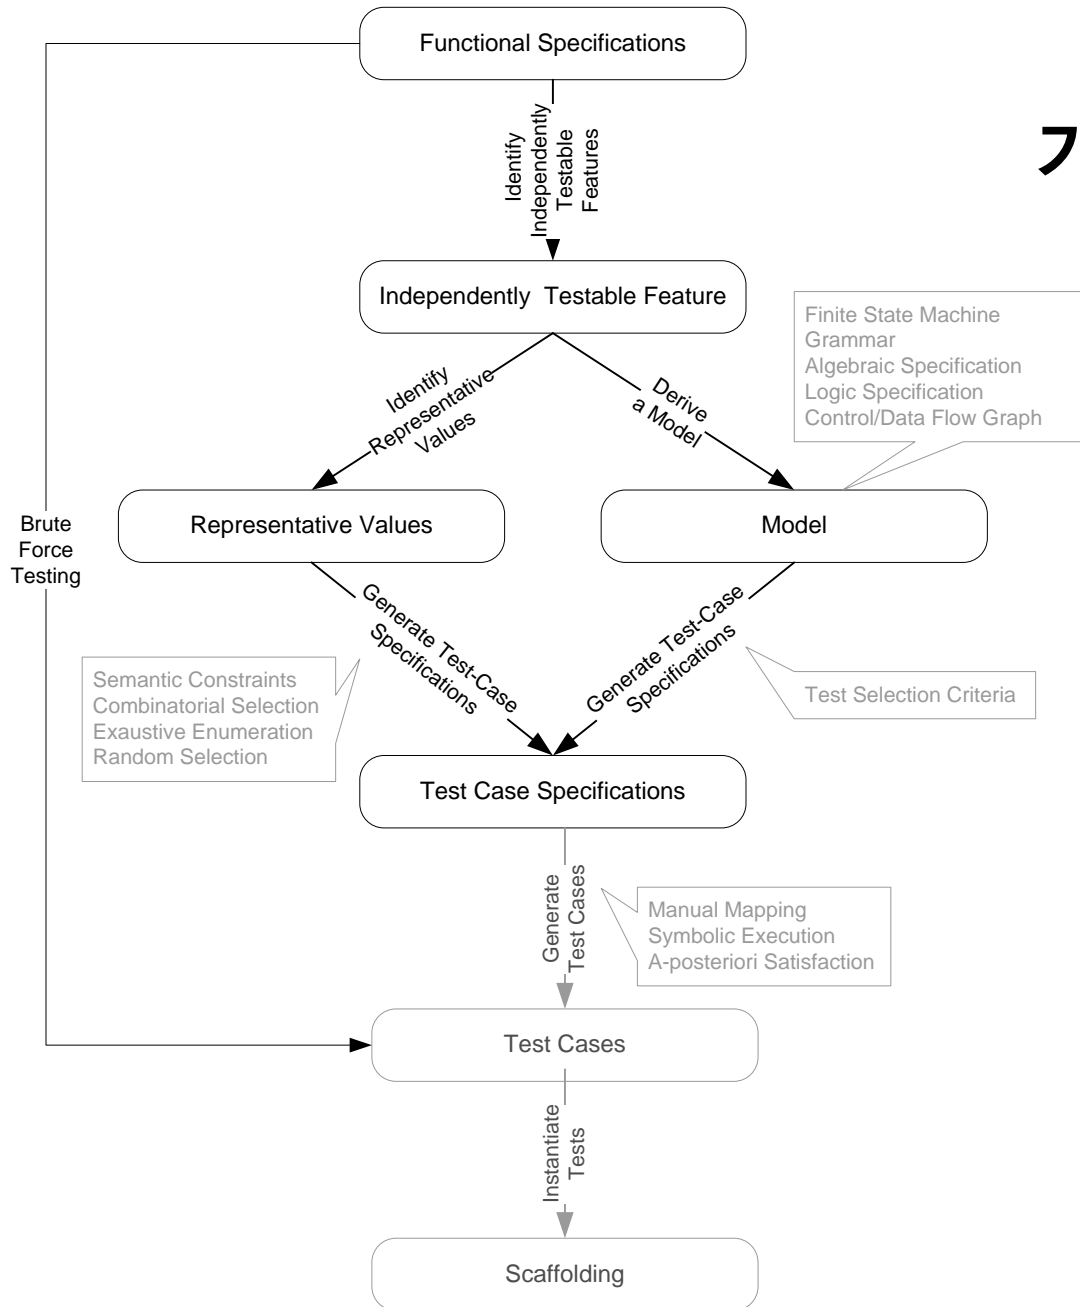 Functional Specifications
Identify
Independently
Testable
Features
Independently Testable Feature
Finite State Machine
Grammar
Algebraic Specification
Logic Specification
Control/Data Flow Graph
Identify
Representative
Values
Derive
a Model
Representative Values
Model
Brute
Force
Testing
Generate Test-Case
Specifications
Generate Test-Case
Specifications
Semantic Constraints
Combinatorial Selection
Exaustive Enumeration
Random Selection
Test Selection Criteria
Test Case Specifications
Generate
Test Cases
Manual Mapping
Symbolic Execution
A-posteriori Satisfaction
Test Cases
Instantiate
Tests
Scaffolding